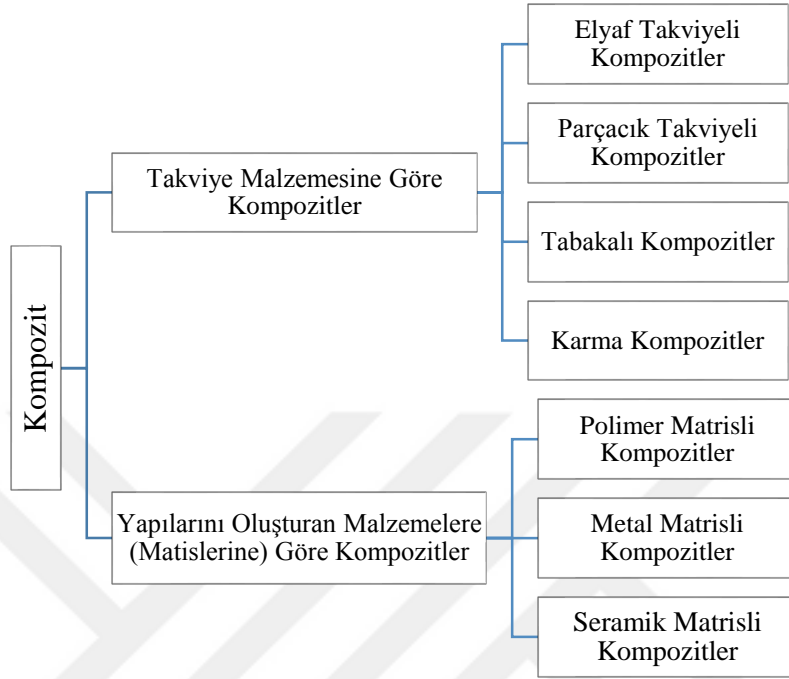 Kompozit
Takviye Malzemesine Göre
Kompozitler
Elyaf Takviyeli
Kompozitler
Parçacık Takviyeli
Kompozitler
Tabakalı Kompozitler
Karma Kompozitler
Yapılarını Oluşturan Malzemelere
(Matislerine) Göre Kompozitler
Polimer Matrisli
Kompozitler
Metal Matrisli
Kompozitler
Seramik Matrisli
Kompozitler